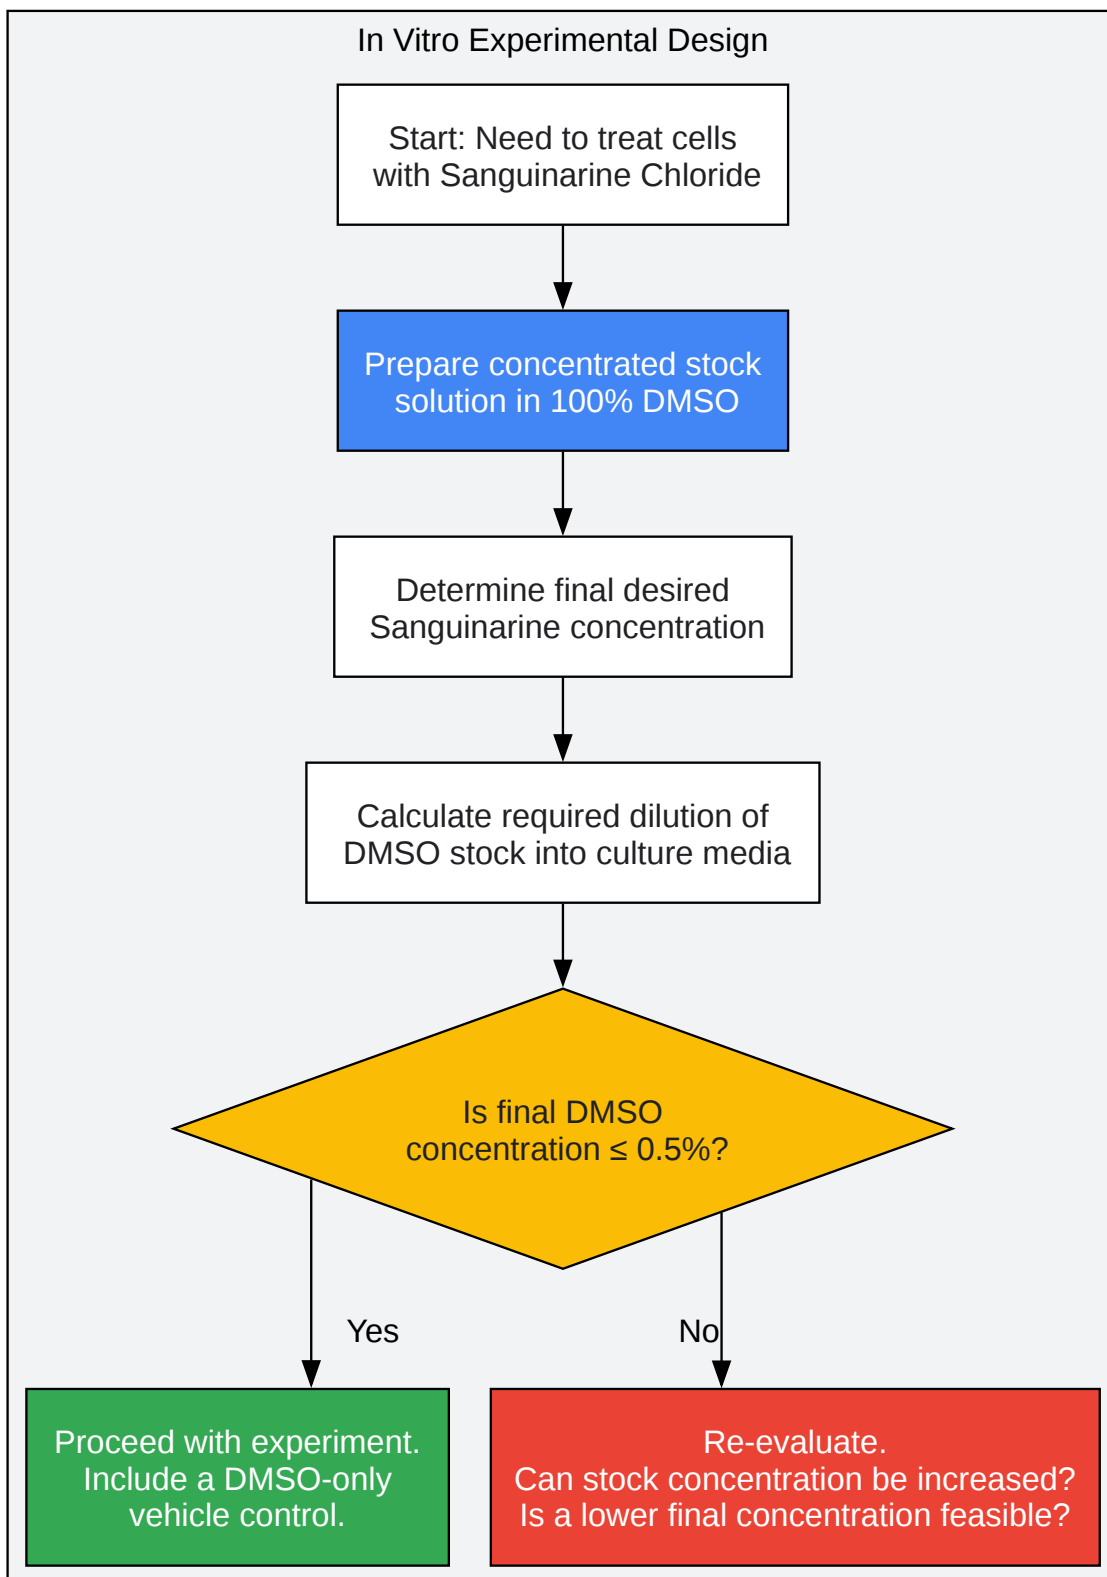 In Vitro Experimental Design
Start: Need to treat cells
with Sanguinarine Chloride
Prepare concentrated stock
solution in 100% DMSO
Determine final desired
Sanguinarine concentration
Calculate required dilution of
DMSO stock into culture media
Is final DMSO
concentration ≤ 0.5%?
Yes
No
Proceed with experiment.
Include a DMSO-only
vehicle control.
Re-evaluate.
Can stock concentration be increased?
Is a lower final concentration feasible?